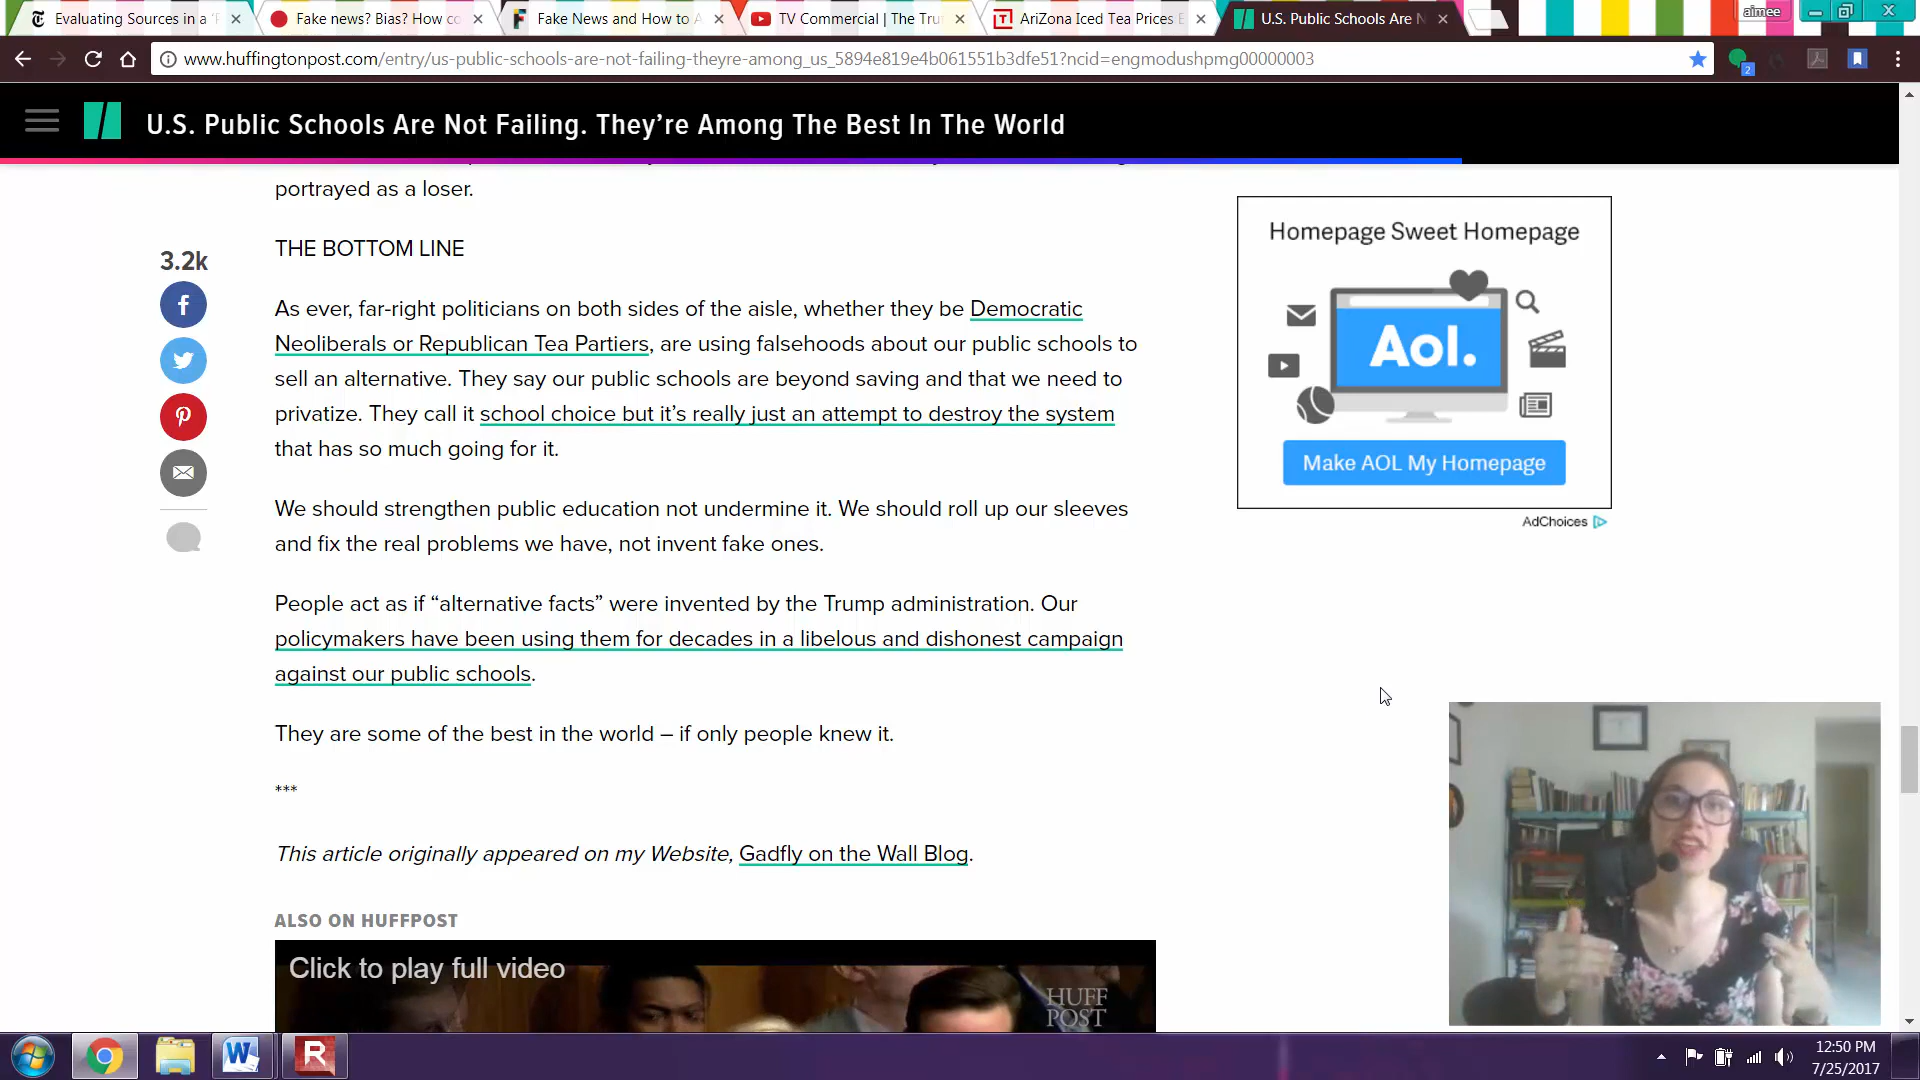 Evaluating Sources in a 'P
Fake news? Bias? How co
Fake News and How to A
TV Commercial | The Tru
AriZona Iced Tea Prices E
U.S. Public Schools Are N
aimee
www.huffingtonpost.com/entry/us-public-schools-are-not-failing-theyre-among_us_5894e819e4b061551b3dfe51?ncid=engmodushpmg00000003
2
U.S. Public Schools Are Not Failing. They're Among The Best In The World
portrayed as a loser.
THE BOTTOM LINE
3.2k
As ever, far-right politicians on both sides of the aisle, whether they be Democratic
Neoliberals or Republican Tea Partiers, are using falsehoods about our public schools to
sell an alternative. They say our public schools are beyond saving and that we need to
privatize. They call it school choice but it's really just an attempt to destroy the system
that has so much going for it.
We should strengthen public education not undermine it. We should roll up our sleeves
and fix the real problems we have, not invent fake ones.
People act as if “alternative facts” were invented by the Trump administration. Our
policymakers have been using them for decades in a libelous and dishonest campaign
against our public schools.
They are some of the best in the world – if only people knew it.
***
This article originally appeared on my Website, Gadfly on the Wall Blog.
ALSO ON HUFFPOST
Click to play full video
HUFF
POST
Homepage Sweet Homepage
Aol.
Make AOL My Homepage
AdChoices
12:50 PM
7/25/2017